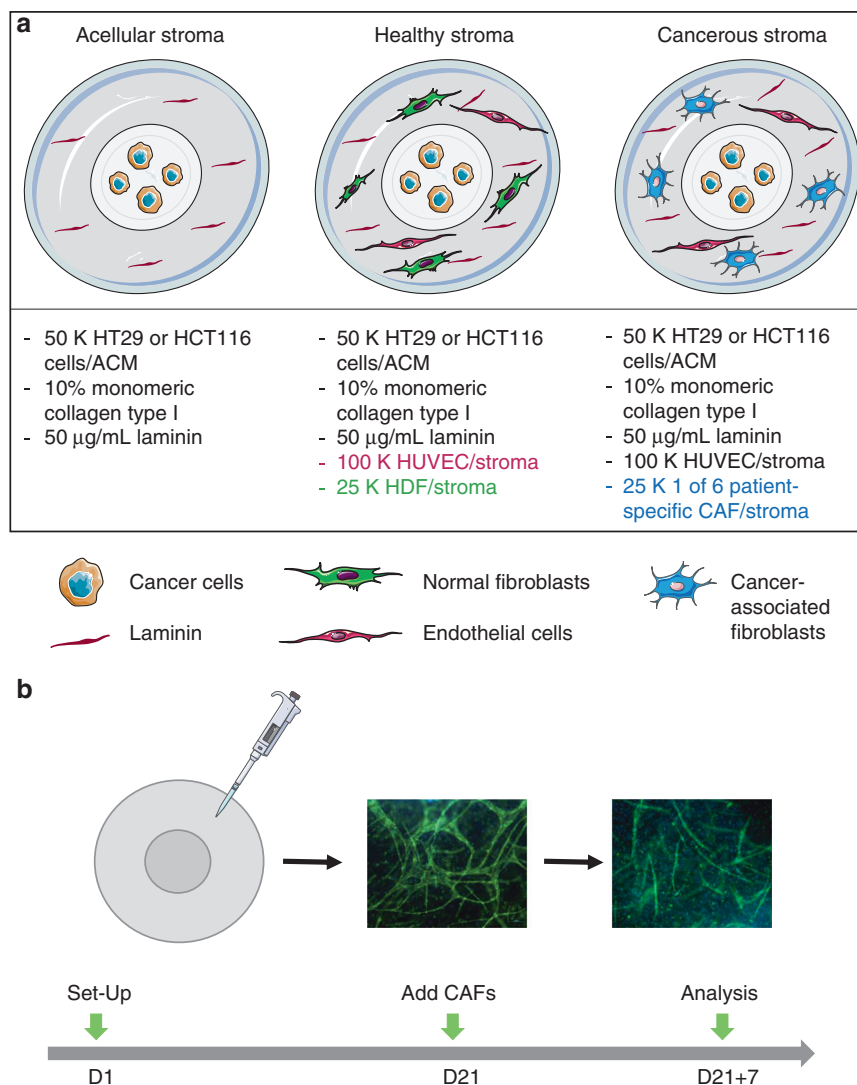 a
Acellular stroma
Healthy stroma
Cancerous stroma
- 50 K HT29 or HCT116
cells/ACM
- 10% monomeric
collagen type I
- 50 μg/mL laminin
- 50 K HT29 or HCT116
cells/ACM
- 10% monomeric
collagen type I
- 50 μg/mL laminin
- 100 K HUVEC/stroma
- 25 K HDF/stroma
- 50 K HT29 or HCT116
cells/ACM
- 10% monomeric
collagen type I
- 50 μg/mL laminin
- 100 K HUVEC/stroma
- 25 K 1 of 6 patient-
specific CAF/stroma
Cancer cells
Normal fibroblasts
Cancer-
associated
fibroblasts
Laminin
Endothelial cells
b
Set-Up
Add CAFs
Analysis
D1
D21
D21+7